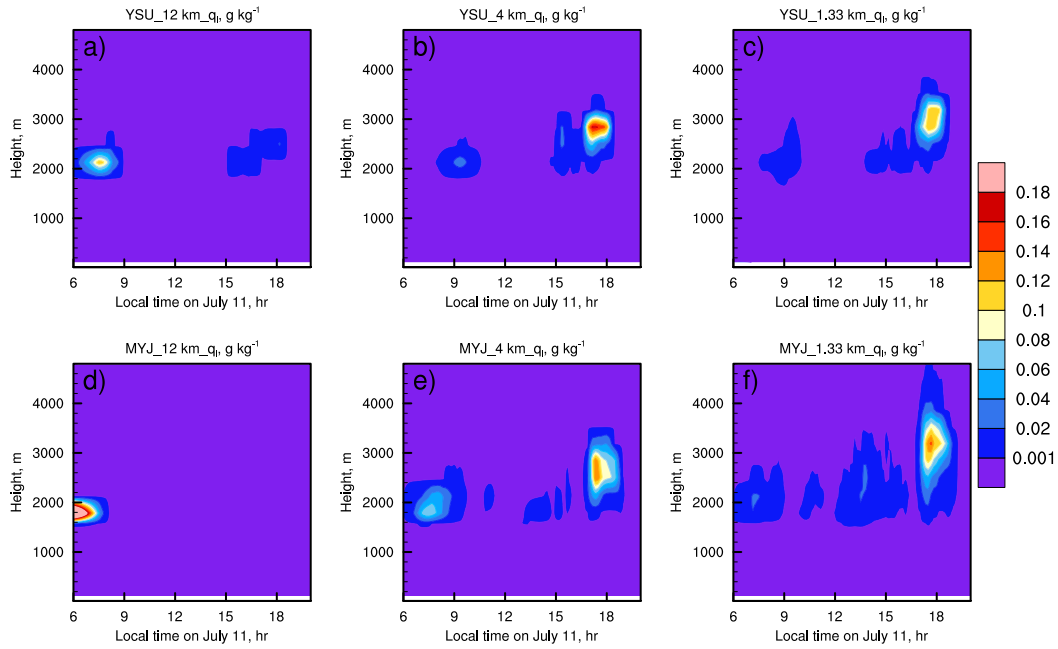 YSU_12 km_qₗ, g kg⁻¹
YSU_4 km_qₗ, g kg⁻¹
YSU_1.33 km_qₗ, g kg⁻¹
a)
b)
c)
Height, m
4000
3000
2000
1000
6 9 12 15 18
Local time on July 11, hr
Height, m
4000
3000
2000
1000
6 9 12 15 18
Local time on July 11, hr
Height, m
4000
3000
2000
1000
6 9 12 15 18
Local time on July 11, hr
MYJ_12 km_qₗ, g kg⁻¹
MYJ_4 km_qₗ, g kg⁻¹
MYJ_1.33 km_qₗ, g kg⁻¹
d)
e)
f)
Height, m
4000
3000
2000
1000
6 9 12 15 18
Local time on July 11, hr
Height, m
4000
3000
2000
1000
6 9 12 15 18
Local time on July 11, hr
Height, m
4000
3000
2000
1000
6 9 12 15 18
Local time on July 11, hr
0.18
0.16
0.14
0.12
0.1
0.08
0.06
0.04
0.02
0.001